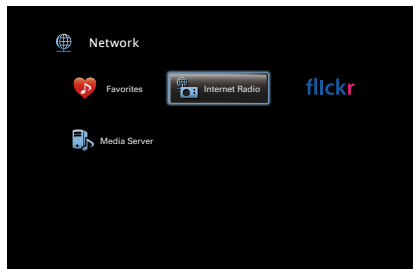 Network
Favorites
Internet Radio
flickr
Media Server